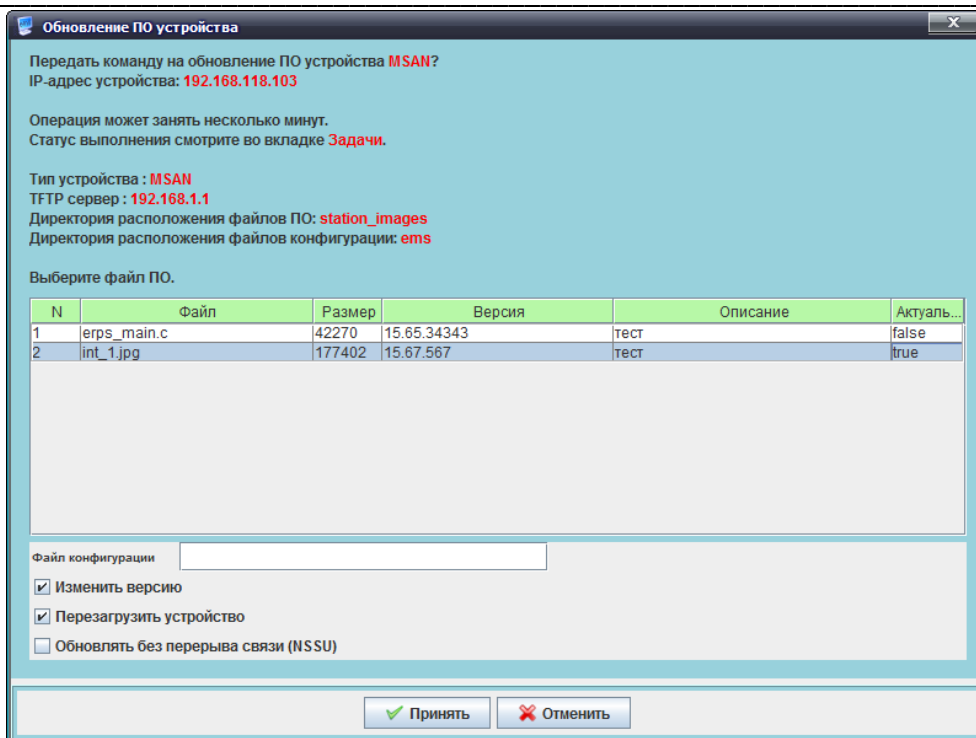 Обновление ПО устройства
Передать команду на обновление ПО устройства MSAN?
IP-адрес устройства: 192.168.118.103
Операция может занять несколько минут.
Статус выполнения смотрите во вкладке Задачи.
Тип устройства : MSAN
TFTP сервер : 192.168.1.1
Директория расположения файлов ПО: station_images
Директория расположения файлов конфигурации: ems
Выберите файл ПО.
N Файл Размер Версия Описание Актуаль...
1 erps_main.c 42270 15.65.34343 тест false
2 int_1.jpg 177402 15.67.567 тест true
Файл конфигурации
Изменить версию
Перезагрузить устройство
Обновлять без перерыва связи (NSSU)
Принять Отменить